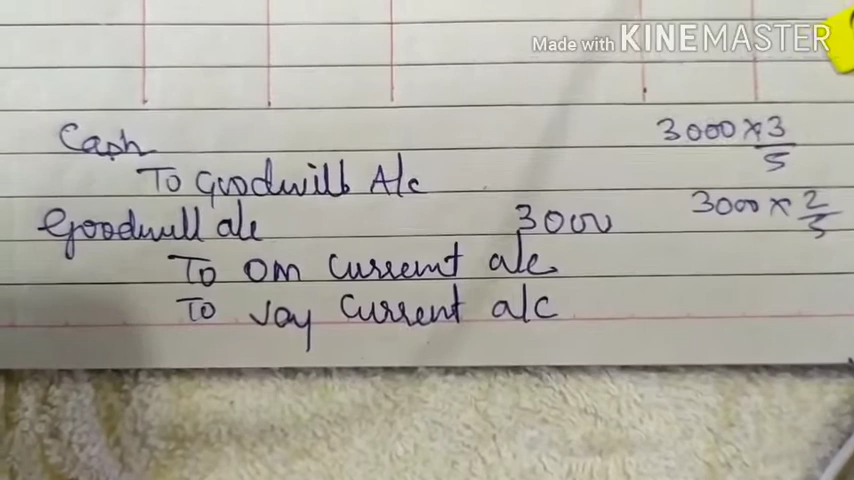 Made with KINEMASTER
Cash
3000 x 3/5
To Goodwill A/c
Goodwill a/c 3000 3000 x 2/5
To Om Current a/c
To Jay Current a/c